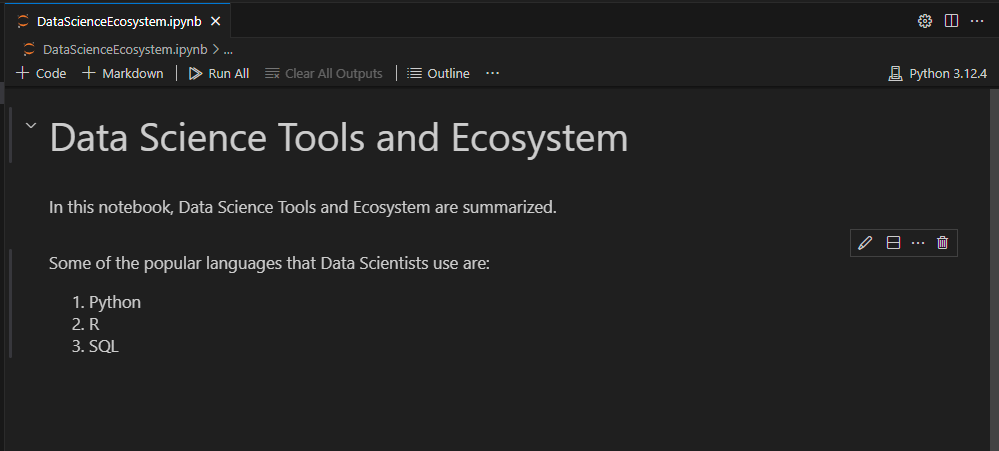 DataScienceEcosystem.ipynb
DataScienceEcosystem.ipynb > ...
+ Code + Markdown | Run All Clear All Outputs | Outline ... Python 3.12.4
Data Science Tools and Ecosystem
In this notebook, Data Science Tools and Ecosystem are summarized.
Some of the popular languages that Data Scientists use are:
1. Python
2. R
3. SQL